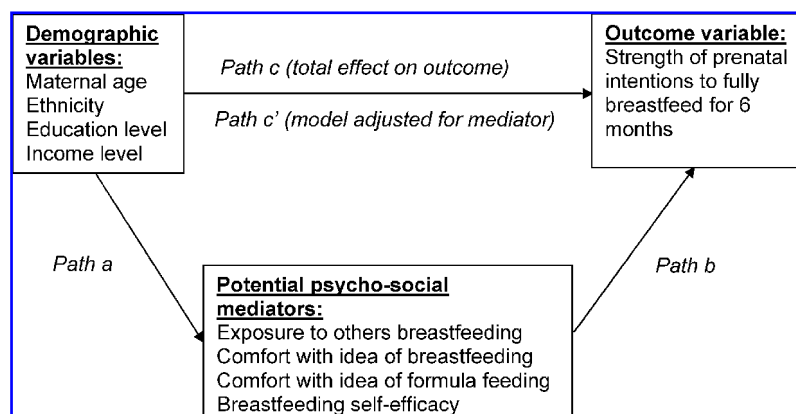 Demographic
variables:
Maternal age
Ethnicity
Education level
Income level
Path c (total effect on outcome)
Path c' (model adjusted for mediator)
Outcome variable:
Strength of prenatal
intentions to fully
breastfeed for 6
months
Path a
Potential psycho-social
mediators:
Exposure to others breastfeeding
Comfort with idea of breastfeeding
Comfort with idea of formula feeding
Breastfeeding self-efficacy
Path b